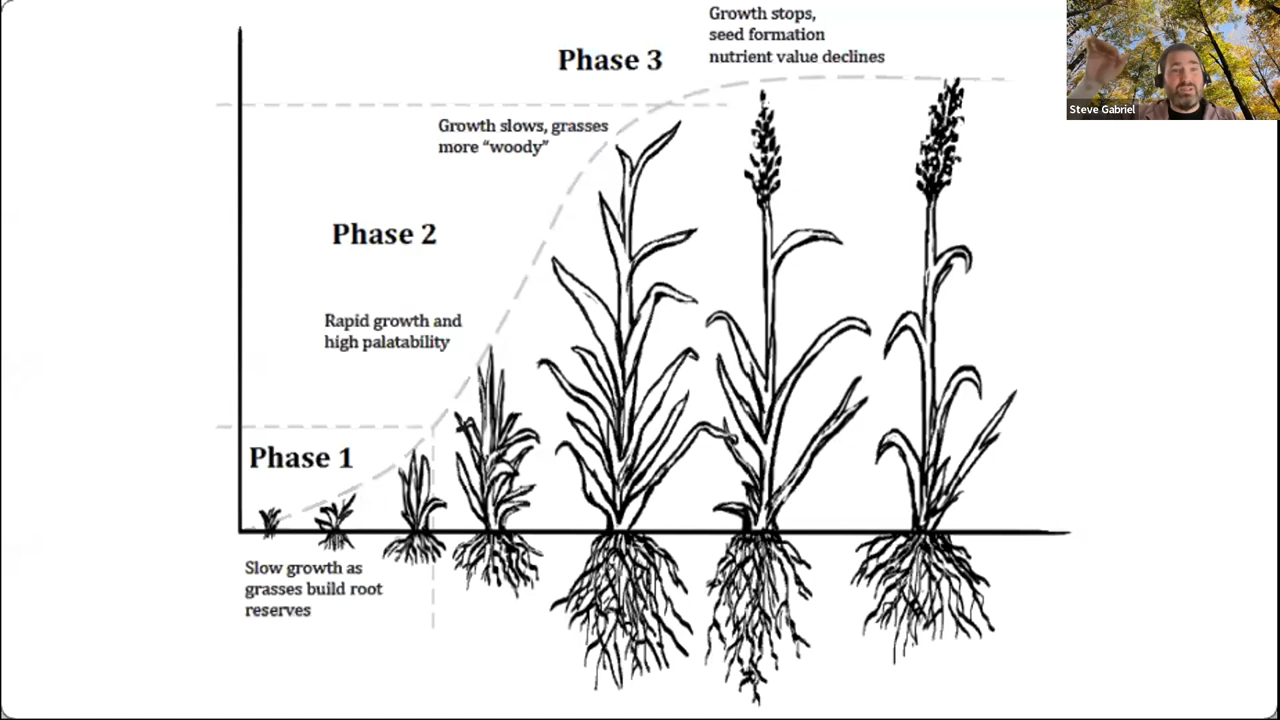 Growth stops,
seed formation
nutrient value declines
Phase 3
Growth slows, grasses
more “woody”
Phase 2
Rapid growth and
high palatability
Phase 1
Slow growth as
grasses build root
reserves
Steve Gabriel